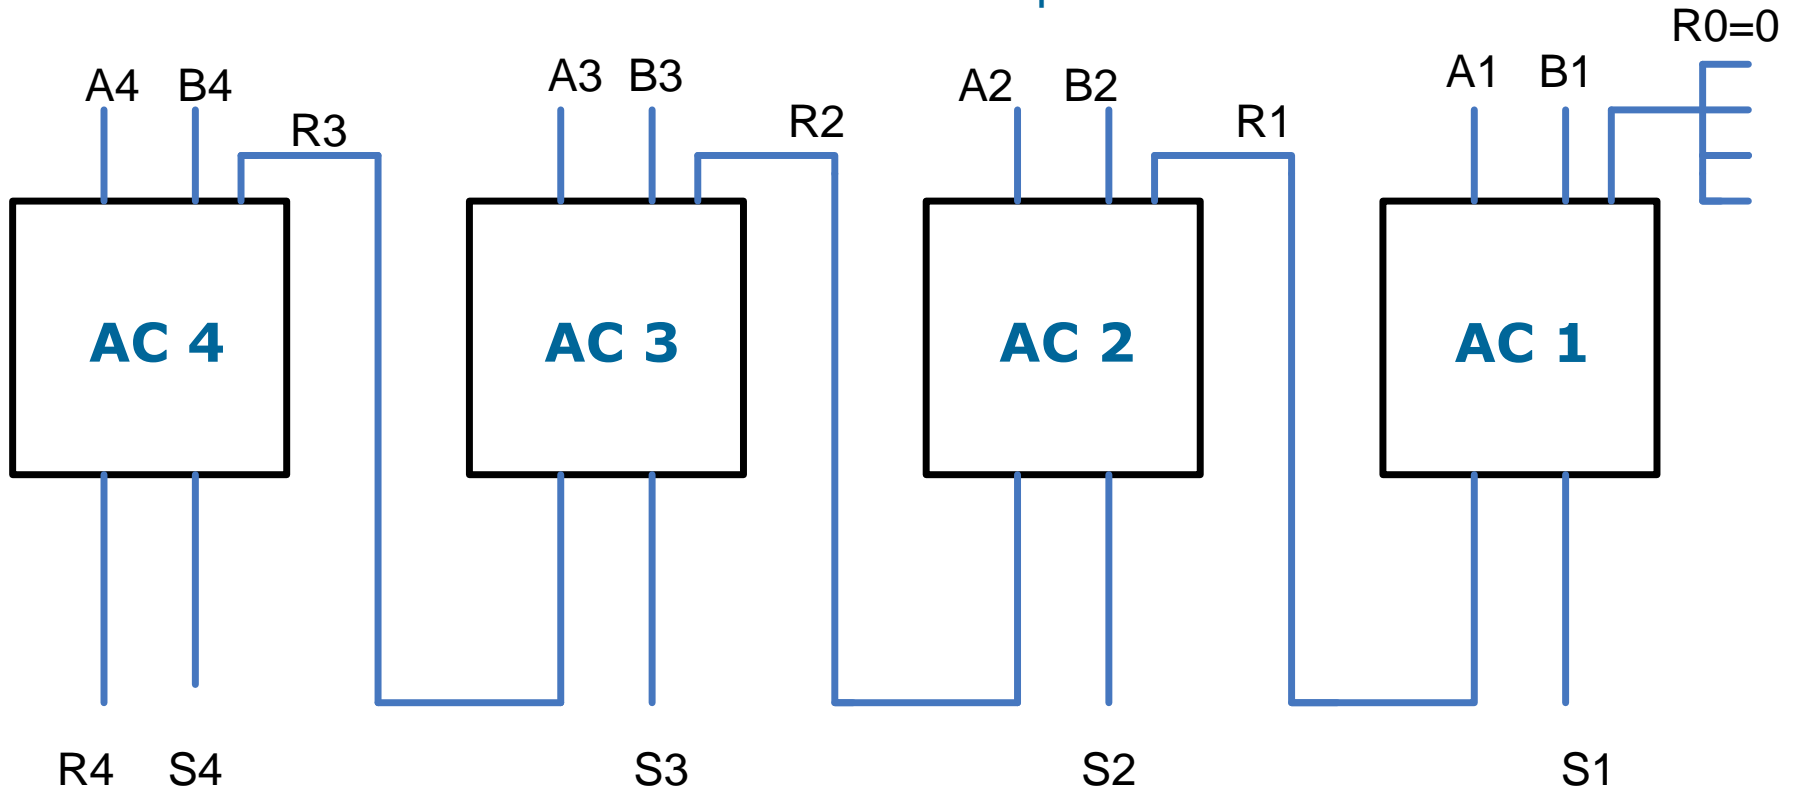 R0=0
A4 B4 A3 B3 A2 B2 A1 B1
R3 R2 R1
AC 4 AC 3 AC 2 AC 1
R4 S4 S3 S2 S1